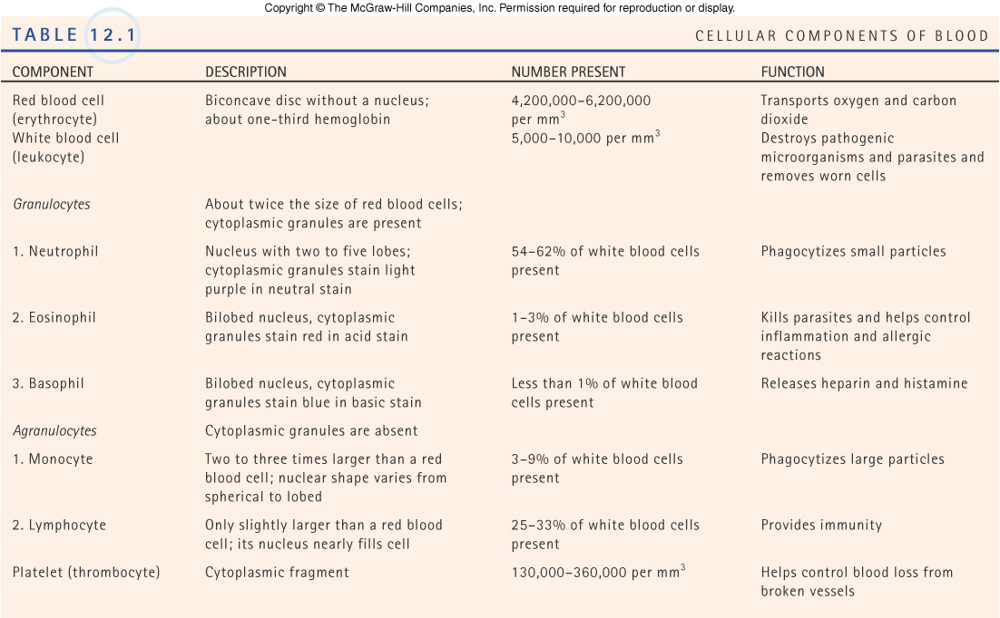 Copyright © The McGraw-Hill Companies, Inc. Permission required for reproduction or display.
TABLE 12.1 CELLULAR COMPONENTS OF BLOOD
COMPONENT DESCRIPTION NUMBER PRESENT FUNCTION
Red blood cell Biconcave disc without a nucleus; 4,200,000–6,200,000 Transports oxygen and carbon
(erythrocyte) about one-third hemoglobin per mm³ dioxide
White blood cell 5,000–10,000 per mm³ Destroys pathogenic
(leukocyte) microorganisms and parasites and
removes worn cells
Granulocytes About twice the size of red blood cells;
cytoplasmic granules are present
1. Neutrophil Nucleus with two to five lobes; 54–62% of white blood cells Phagocytizes small particles
cytoplasmic granules stain light present
purple in neutral stain
2. Eosinophil Bilobed nucleus, cytoplasmic 1–3% of white blood cells Kills parasites and helps control
granules stain red in acid stain present inflammation and allergic
reactions
3. Basophil Bilobed nucleus, cytoplasmic Less than 1% of white blood Releases heparin and histamine
granules stain blue in basic stain cells present
Agranulocytes Cytoplasmic granules are absent
1. Monocyte Two to three times larger than a red 3–9% of white blood cells Phagocytizes large particles
blood cell; nuclear shape varies from present
spherical to lobed
2. Lymphocyte Only slightly larger than a red blood 25–33% of white blood cells Provides immunity
cell; its nucleus nearly fills cell present
Platelet (thrombocyte) Cytoplasmic fragment 130,000–360,000 per mm³ Helps control blood loss from
broken vessels